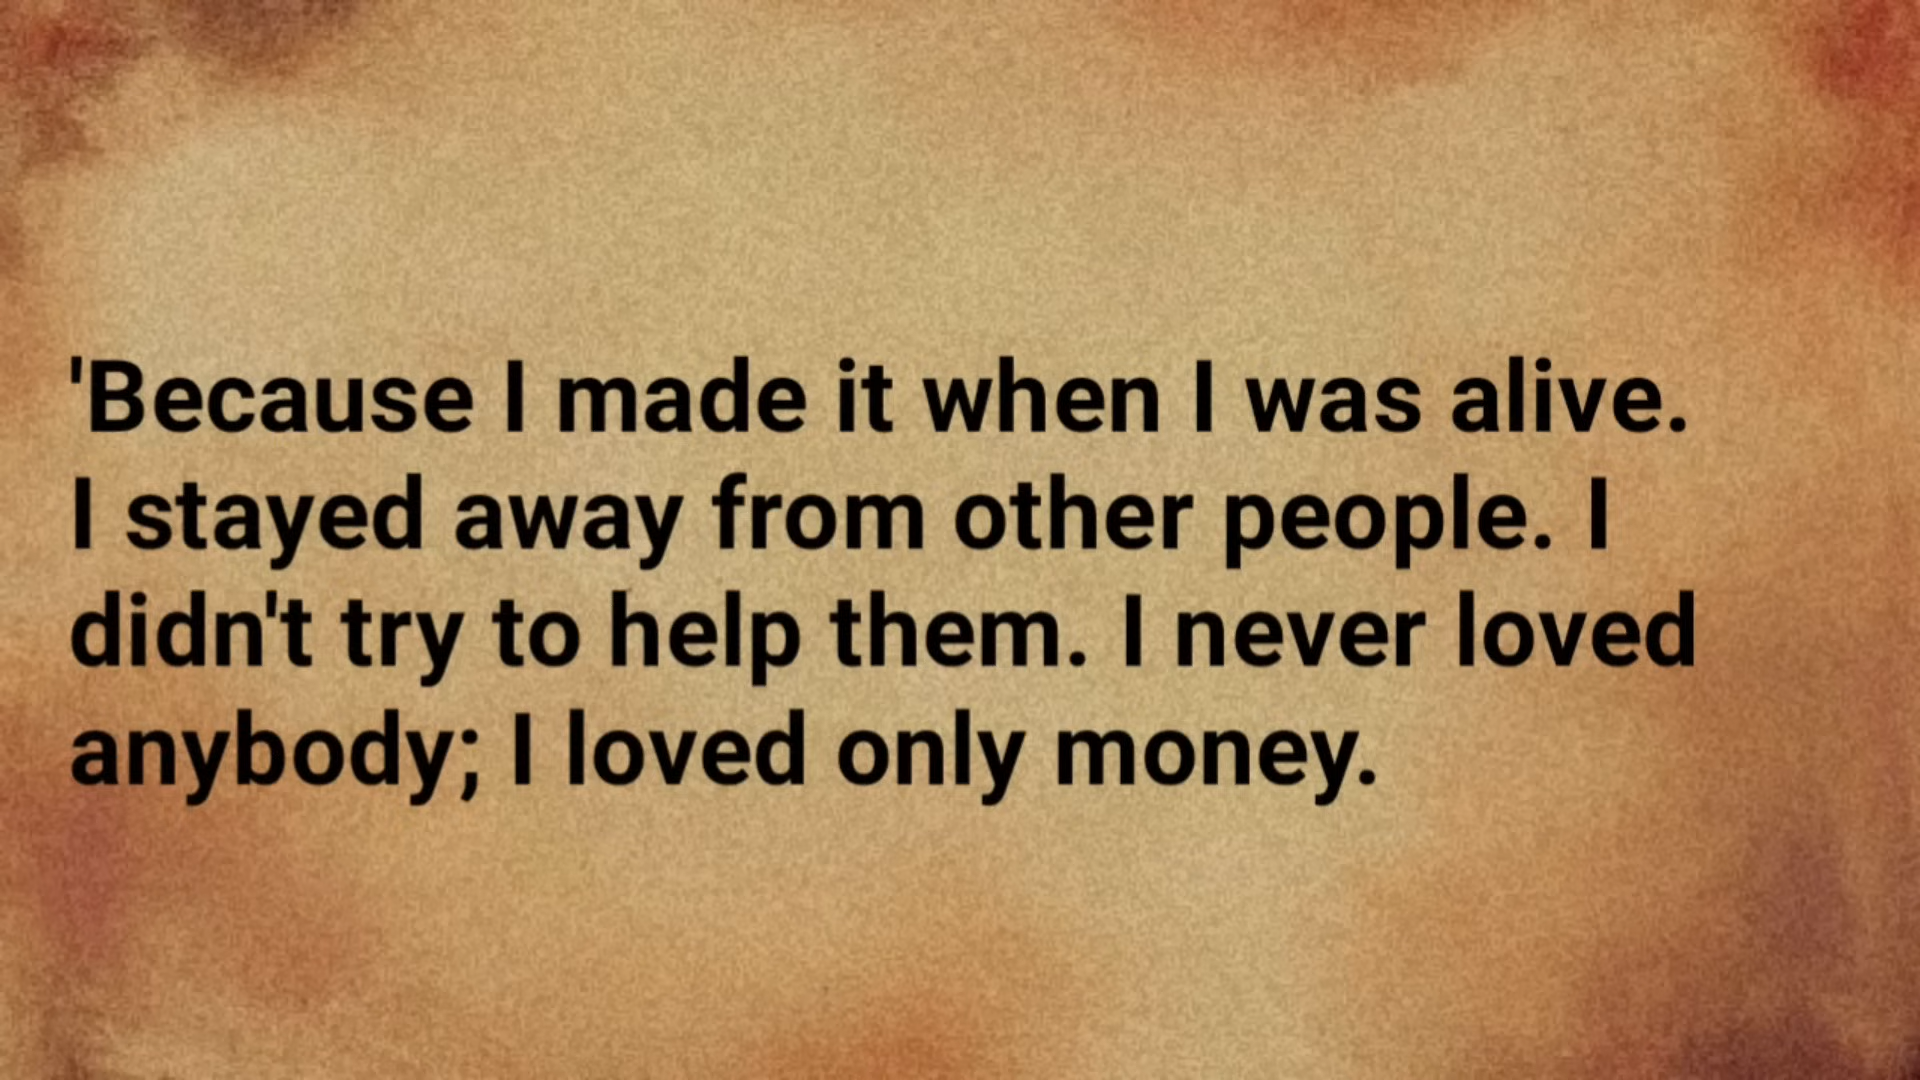 'Because I made it when I was alive.
I stayed away from other people. I
didn't try to help them. I never loved
anybody; I loved only money.